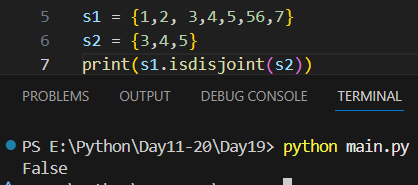 5 s1 = {1,2, 3,4,5,56,7}
6 s2 = {3,4,5}
7 print(s1.isdisjoint(s2))
PROBLEMS OUTPUT DEBUG CONSOLE TERMINAL
PS E:\Python\Day11-20\Day19> python main.py
False